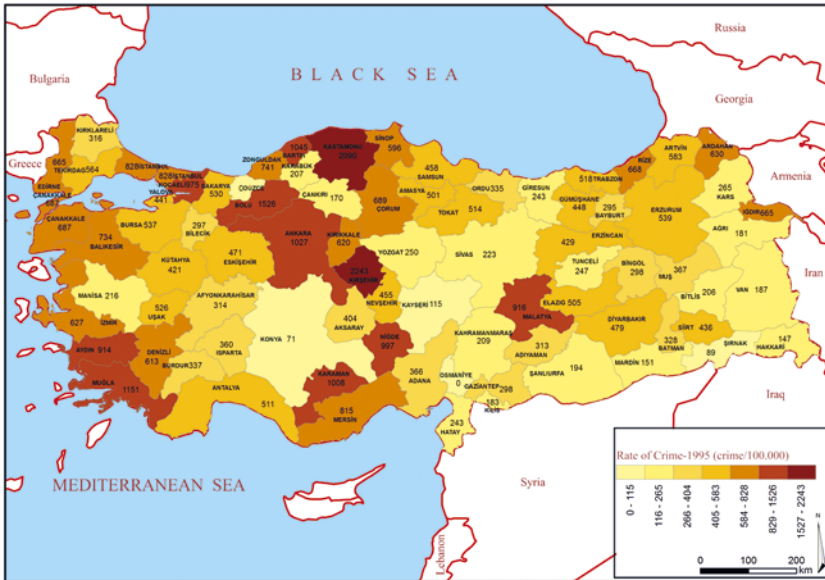 Russia
Bulgaria
BLACK SEA
Georgia
Greece
Armenia
Iran
Iraq
Syria
Lebanon
MEDITERRANEAN SEA
KIRKLARELİ
316
665
TEKİRDAG 564
EDİRNE
ÇANAKKALE
687
828 İSTANBUL
828 İSTANBUL
KOCAELİ 975
YALOVA
441
SAKARYA
530
DÜZCE
BOLU 1526
ZONGULDAK
741
1045
BARTIN
KARABÜK
207
KASTAMONU
2090
SİNOP
596
458
SAMSUN
ÇANKIRI
170
689
ÇORUM
AMASYA
501
TOKAT
514
ORDU 335
GİRESUN
243
GÜMÜŞHANE
448
518 TRABZON
RİZE
668
ARTVİN
583
ARDAHAN
630
265
KARS
IĞDIR 665
AĞRI
181
295
BAYBURT
ERZURUM
539
429
ERZİNCAN
ÇANAKKALE
687
734
BALIKESİR
BURSA 537
297
BİLECİK
KÜTAHYA
421
471
ESKİŞEHİR
ANKARA
1027
KIRIKKALE
620
YOZGAT 250
SİVAS
223
2243
KIRŞEHİR
455
NEVŞEHİR
KAYSERİ 115
TUNCELİ
247
BİNGÖL
298
MUŞ
367
BİTLİS
206
VAN
187
MANİSA 216
526
UŞAK
AFYONKARAHİSAR
314
627
İZMİR
AYDIN 914
DENİZLİ
613
MUĞLA
1151
BURDUR 337
360
ISPARTA
KONYA
71
404
AKSARAY
NİGDE
997
916
MALATYA
ELAZIG 505
DİYARBAKIR
479
SİİRT
436
328
BATMAN
ŞIRNAK
89
147
HAKKARİ
ANTALYA
511
KARAMAN
1008
815
MERSİN
366
ADANA
KAHRAMANMARAŞ
209
313
ADIYAMAN
OSMANİYE
0
GAZİANTEP
298
183
KİLİS
ŞANLIURFA
194
MARDİN 151
243
HATAY
Rate of Crime-1995 (crime/100.000)
0 - 115
116 - 265
266 - 404
405 - 583
584 - 828
829 - 1526
1527 - 2243
N
0 100 200
km